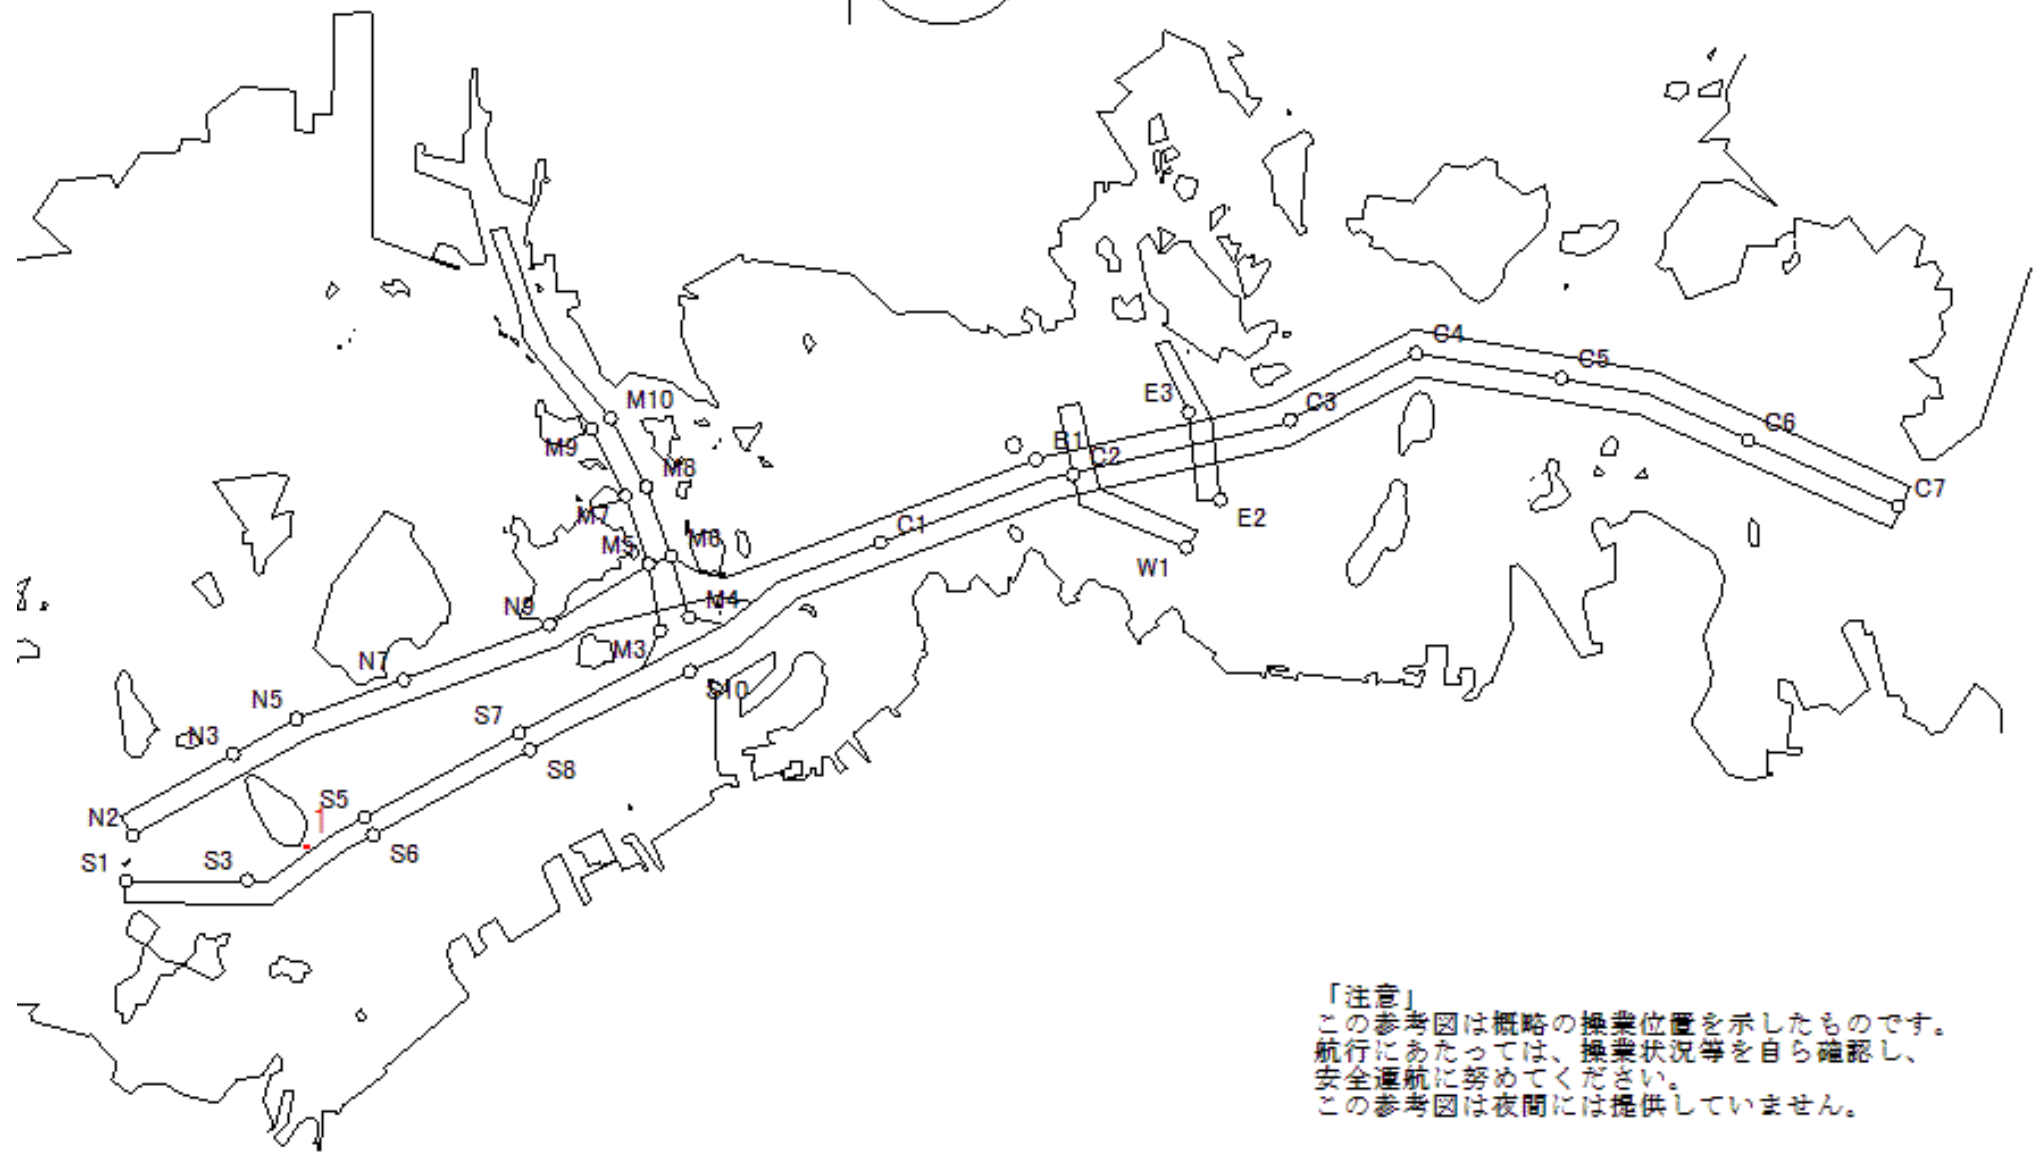 C4
C5
E3
M10
C3
C6
M9
B1
C2
M8
C7
M7
E2
C1
M5
M6
W1
N9
M4
M3
N7
S10
N5
S7
N3
S8
S5
1
N2
S6
S1
S3
「注意」
この参考図は概略の操業位置を示したものです。
航行にあたっては、操業状況等を自ら確認し、
安全運航に努めてください。
この参考図は夜間には提供していません。